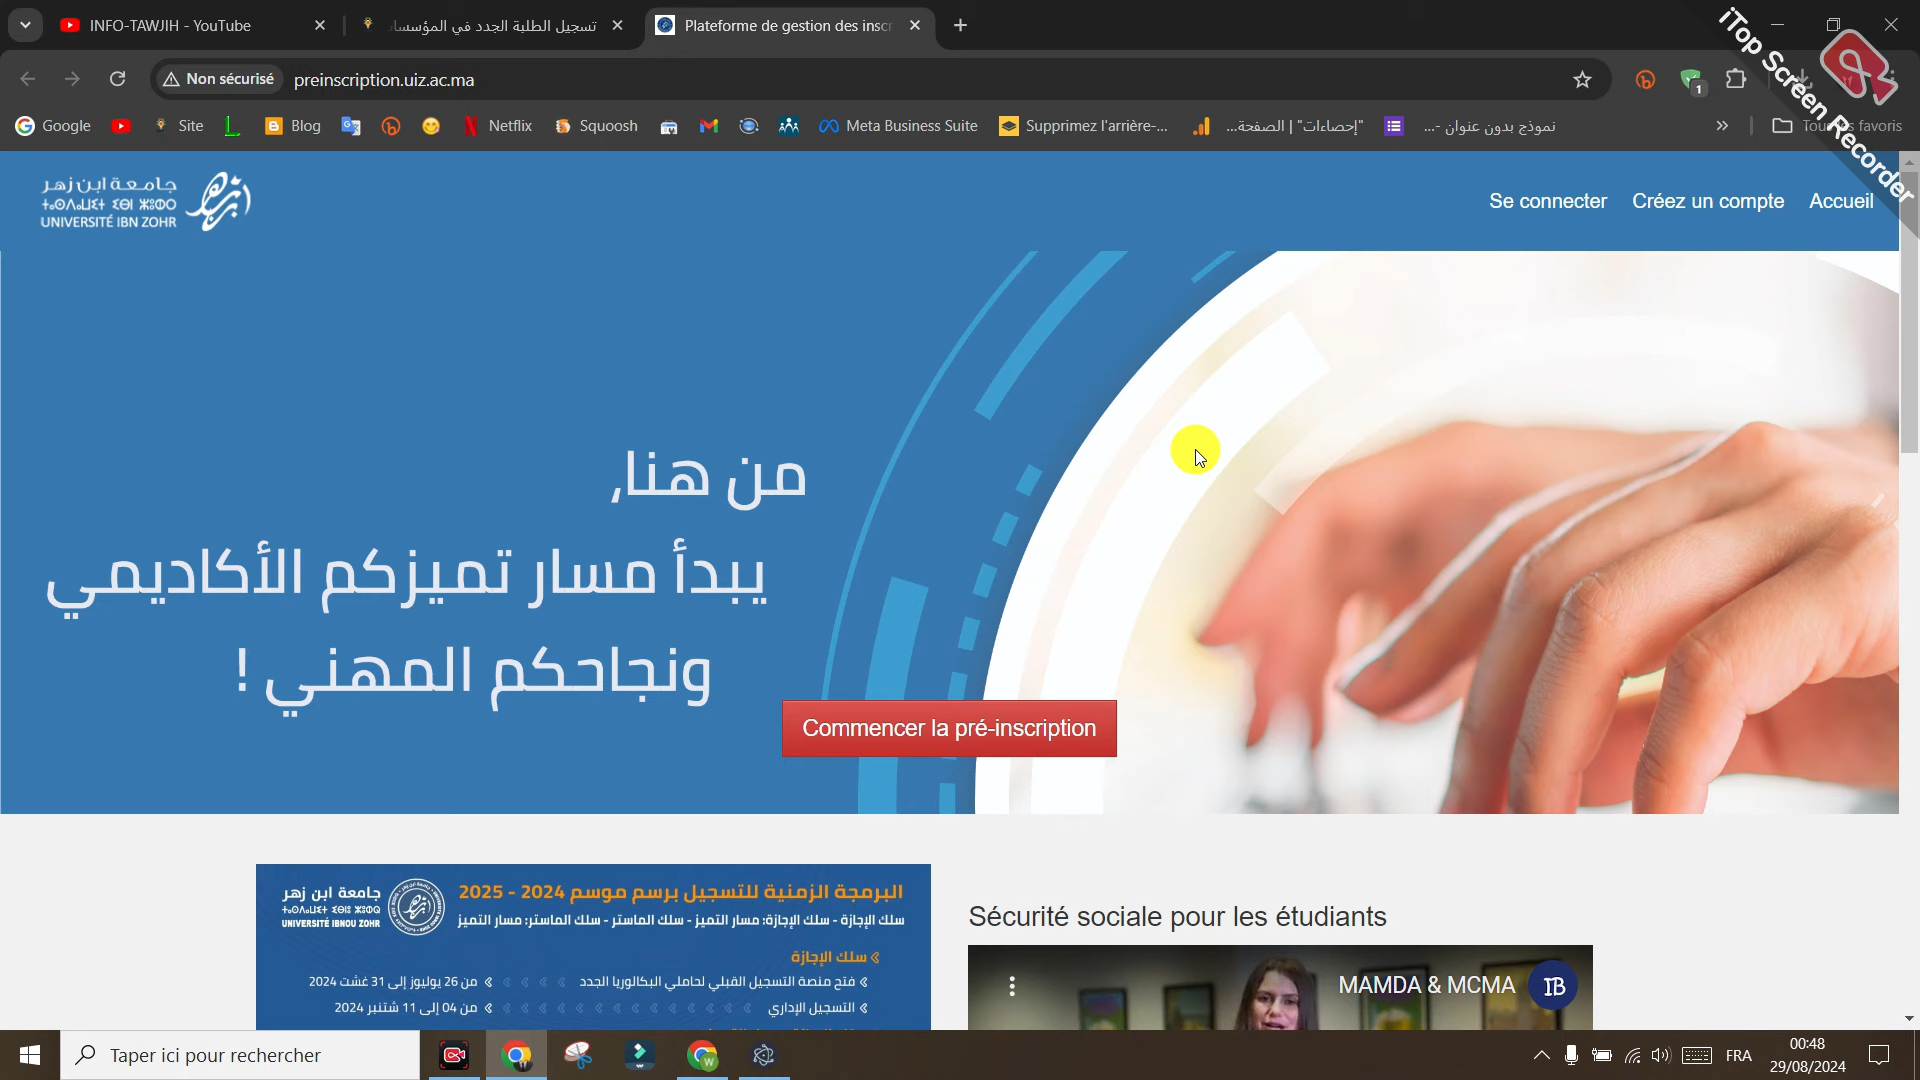 INFO-TAWJIH - YouTube
تسجيل الطلبة الجدد في المؤسسات
Plateforme de gestion des inscr
Non sécurisé
preinscription.uiz.ac.ma
1
Google
Site
Blog
Netflix
Squoosh
Meta Business Suite
Supprimez l'arrière-...
"إحصاءات" | الصفحة...
نموذج بدون عنوان -...
Tous les favoris
iTop Screen Recorder
جامعة ابن زهر
ⵜⴰⵙⴷⴰⵡⵉⵜ ⵉⴱⵏ ⵣⵓⵀⵔ
UNIVERSITÉ IBN ZOHR
Se connecter
Créez un compte
Accueil
من هنا,
يبدأ مسار تميزكم الأكاديمي
ونجاحكم المهني !
Commencer la pré-inscription
البرمجة الزمنية للتسجيل برسم موسم 2024 - 2025
سلك الإجازة - سلك الإجازة: مسار التميز - سلك الماستر - سلك الماستر: مسار التميز
جامعة ابن زهر
UNIVERSITÉ IBNOU ZOHR
سلك الإجازة
فتح منصة التسجيل القبلي لحاملي البكالوريا الجدد
من 26 يوليوز إلى 31 غشت 2024
التسجيل الإداري
من 04 إلى 11 شتنبر 2024
Sécurité sociale pour les étudiants
MAMDA & MCMA
Taper ici pour rechercher
FRA
00:48
29/08/2024